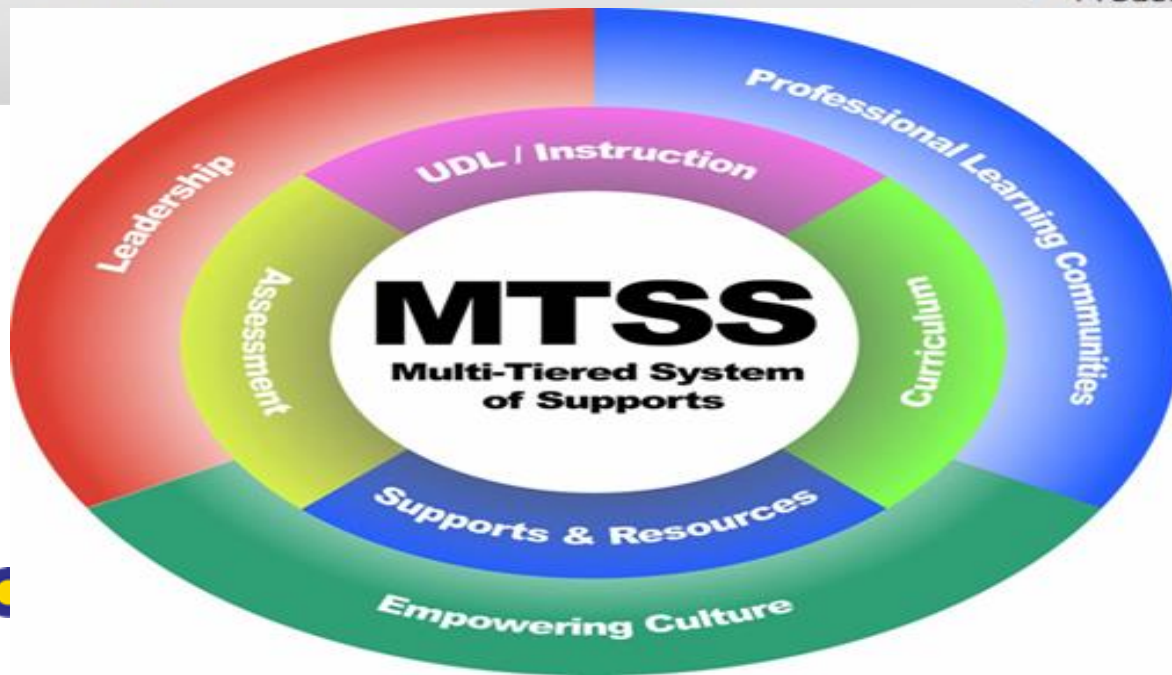 Leadership
Professional Learning Communities
UDL / Instruction
Assessment
Curriculum
MTSS
Multi-Tiered System
of Supports
Supports & Resources
Empowering Culture